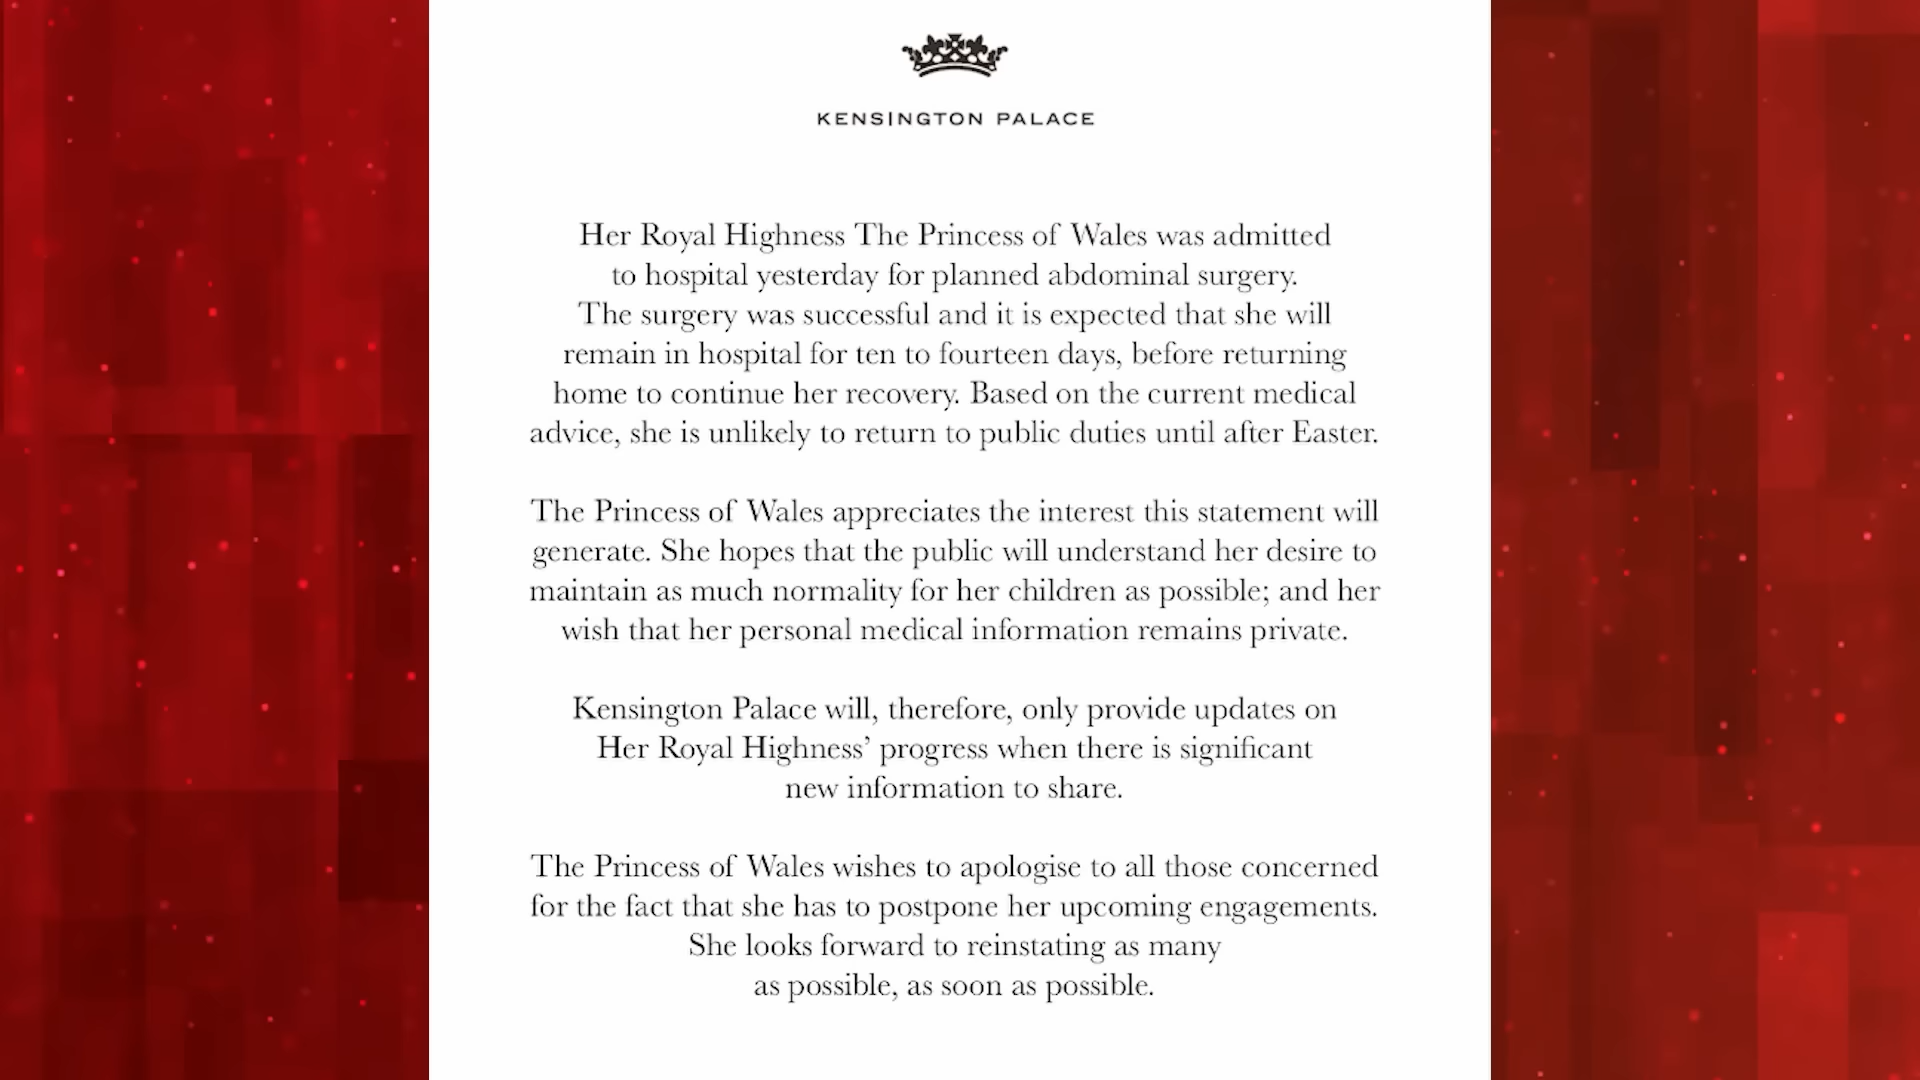 KENSINGTON PALACE
Her Royal Highness The Princess of Wales was admitted
to hospital yesterday for planned abdominal surgery.
The surgery was successful and it is expected that she will
remain in hospital for ten to fourteen days, before returning
home to continue her recovery. Based on the current medical
advice, she is unlikely to return to public duties until after Easter.
The Princess of Wales appreciates the interest this statement will
generate. She hopes that the public will understand her desire to
maintain as much normality for her children as possible; and her
wish that her personal medical information remains private.
Kensington Palace will, therefore, only provide updates on
Her Royal Highness’ progress when there is significant
new information to share.
The Princess of Wales wishes to apologise to all those concerned
for the fact that she has to postpone her upcoming engagements.
She looks forward to reinstating as many
as possible, as soon as possible.